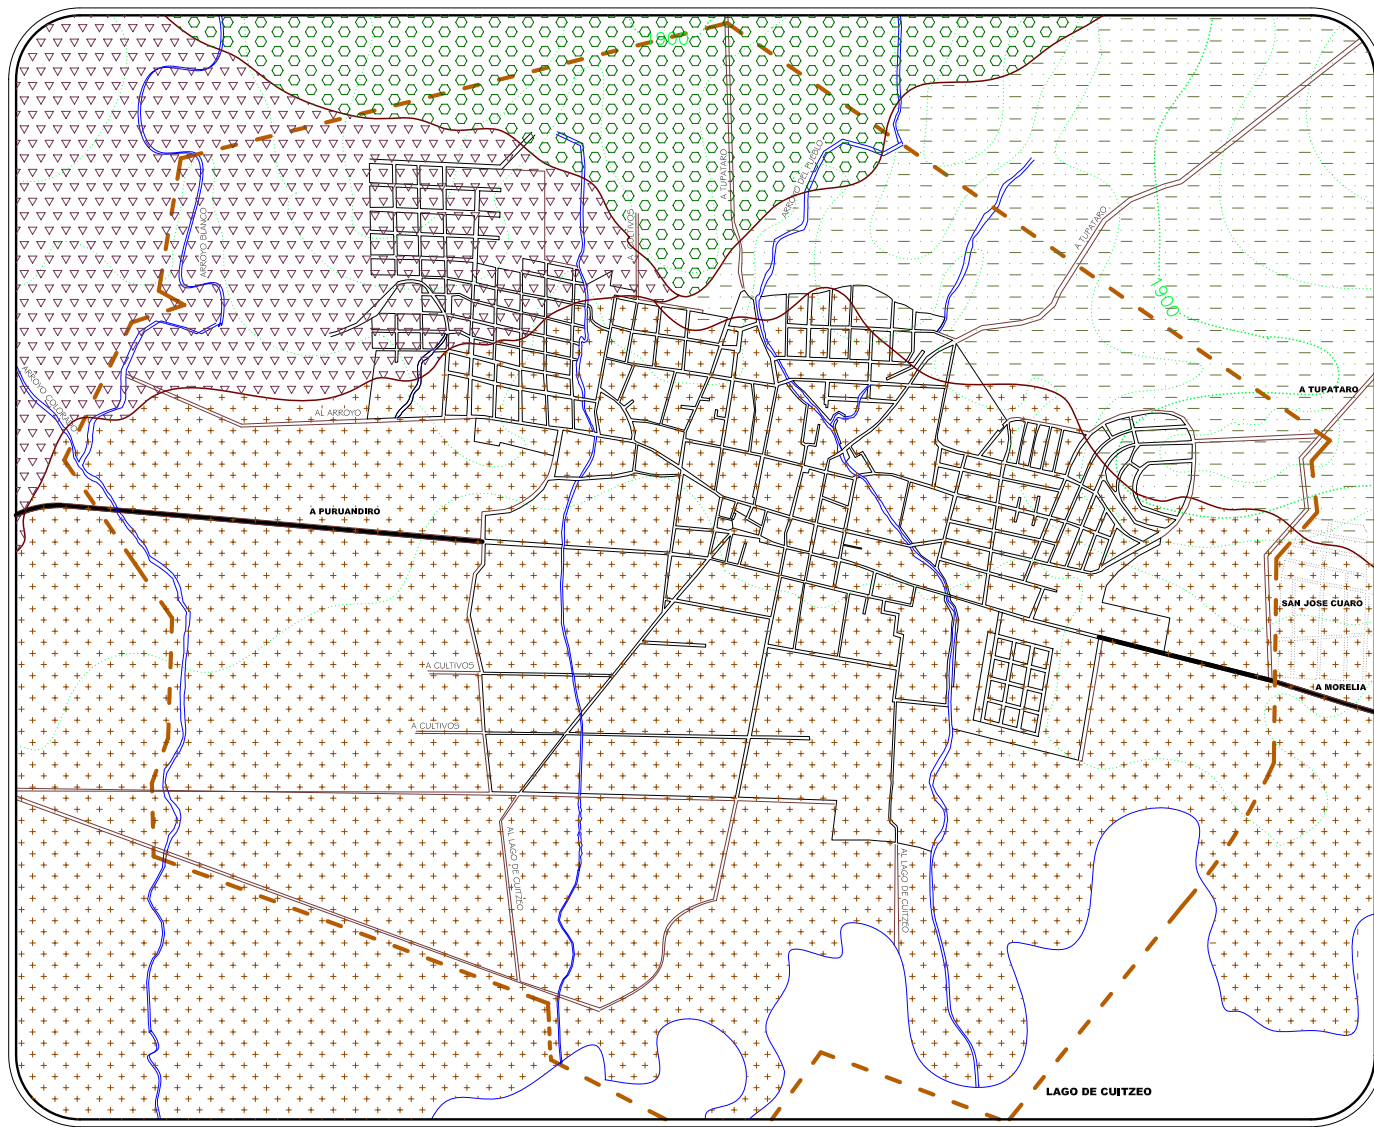 1900
ARROYO DEL PUEBLO
A TUPATARO
A CULTIVOS
ARROYO BLANCO
A TUPATARO
1900
ARROYO COLORADO
A TUPATARO
AL ARROYO
A PURUANDIRO
SAN JOSE CUARO
A CULTIVOS
A MORELIA
A CULTIVOS
AL LAGO DE CUITZEO
AL LAGO DE CUITZEO
LAGO DE CUITZEO